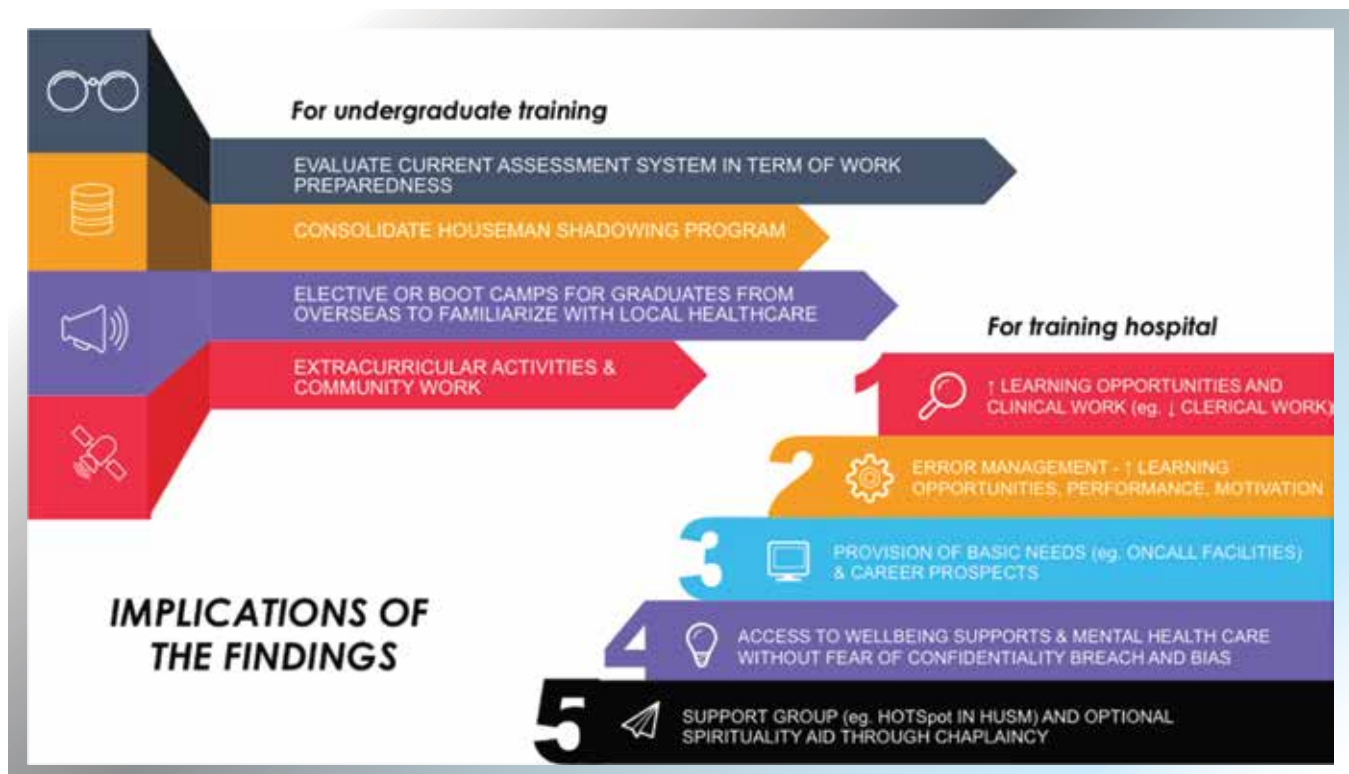 For undergraduate training
EVALUATE CURRENT ASSESSMENT SYSTEM IN TERM OF WORK
PREPAREDNESS
CONSOLIDATE HOUSEMAN SHADOWING PROGRAM
ELECTIVE OR BOOT CAMPS FOR GRADUATES FROM
OVERSEAS TO FAMILIARIZE WITH LOCAL HEALTHCARE
EXTRACURRICULAR ACTIVITIES &
COMMUNITY WORK
For training hospital
1
↑ LEARNING OPPORTUNITIES AND
CLINICAL WORK (eg. ↓ CLERICAL WORK)
2
ERROR MANAGEMENT - ↑ LEARNING
OPPORTUNITIES, PERFORMANCE, MOTIVATION
3
PROVISION OF BASIC NEEDS (eg. ONCALL FACILITIES)
& CAREER PROSPECTS
4
ACCESS TO WELLBEING SUPPORTS & MENTAL HEALTH CARE
WITHOUT FEAR OF CONFIDENTIALITY BREACH AND BIAS
5
SUPPORT GROUP (eg. HOTSpot IN HUSM) AND OPTIONAL
SPIRITUALITY AID THROUGH CHAPLAINCY
IMPLICATIONS OF
THE FINDINGS